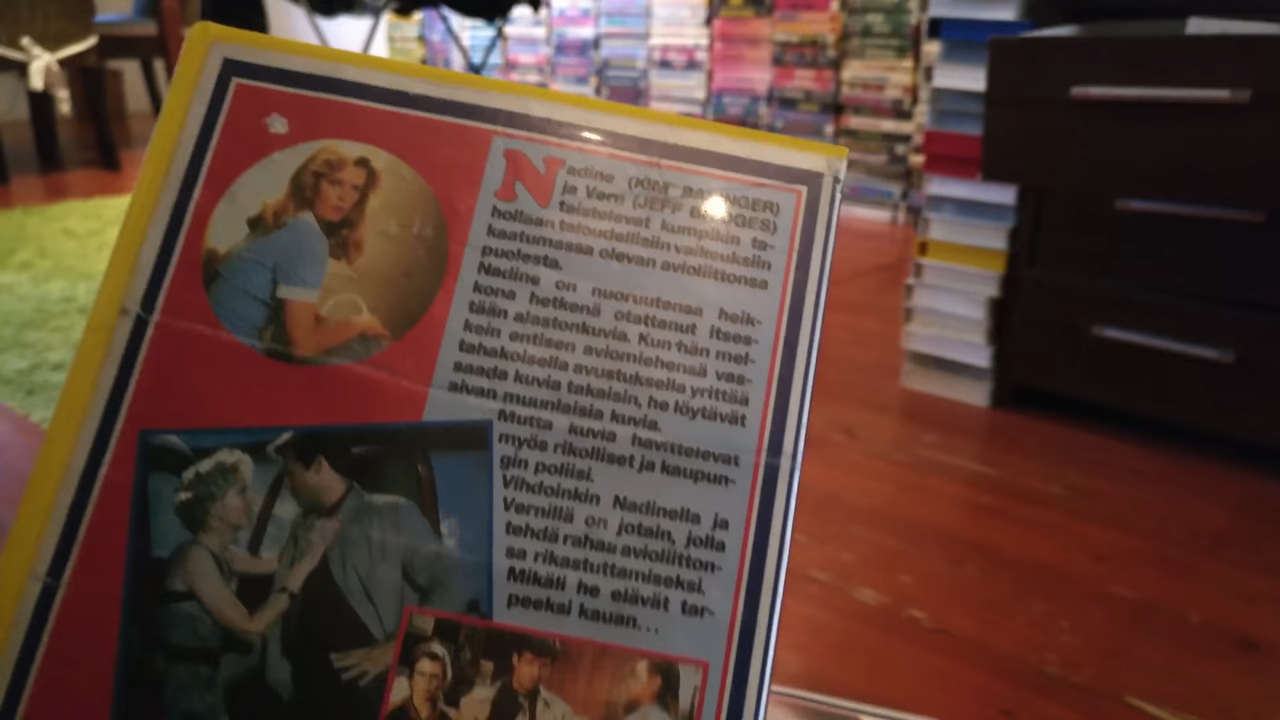 Nadine (KIM BASINGER)
ja Vern (JEFF BRIDGES)
taistelevat kumpikin ta-
hollaan taloudellisiin vaikeuksiin
kaatumassa olevan avioliittonsa
puolesta.
Nadine on nuoruutensa heik-
kona hetkenä otattanut itses-
tään alastonkuvia. Kun hän mel-
kein entisen aviomiehensä vas-
tahakoisella avustuksella yrittää
saada kuvia takaisin, he löytävät
aivan muunlaisia kuvia.
Mutta kuvia havittelevat
myös rikolliset ja kaupun-
gin poliisi.
Vihdoinkin Nadinella ja
Vernillä on jotain, jolla
tehdä rahaa avioliitton-
sa rikastuttamiseksi.
Mikäli he elävät tar-
peeksi kauan...